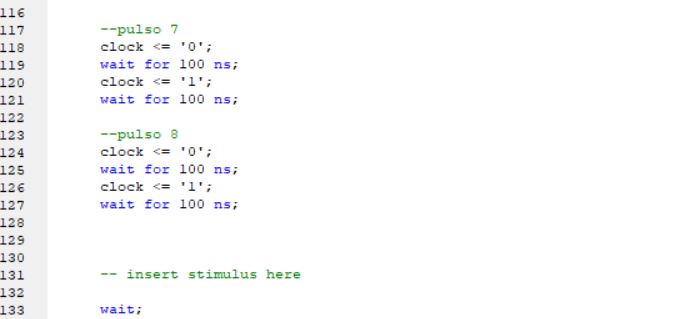 116
117 --pulso 7
118 clock <= '0';
119 wait for 100 ns;
120 clock <= '1';
121 wait for 100 ns;
122
123 --pulso 8
124 clock <= '0';
125 wait for 100 ns;
126 clock <= '1';
127 wait for 100 ns;
128
129
130
131 -- insert stimulus here
132
133 wait;